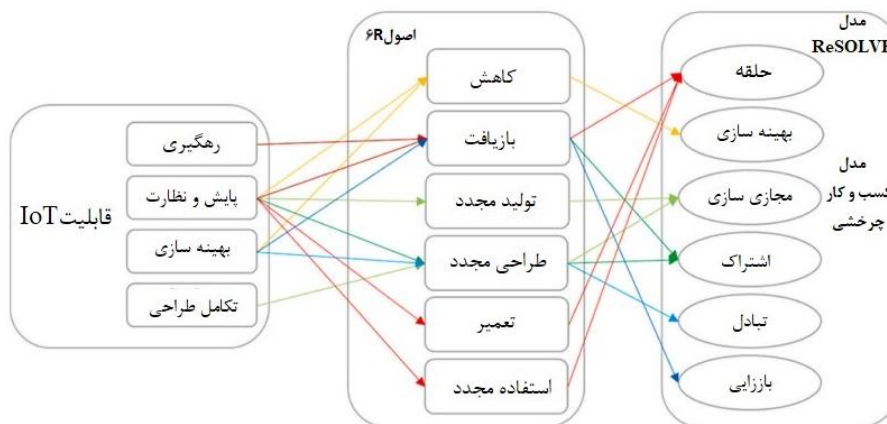 قابلیت IoT
رهگیری
پایش و نظارت
بهینه سازی
تکامل طراحی
اصول ۶R
کاهش
بازیافت
تولید مجدد
طراحی مجدد
تعمیر
استفاده مجدد
مدل
ReSOLVE
حلقه
بهینه سازی
مجازی سازی
اشتراک
تبادل
باززایی
مدل
کسب و کار
چرخشی